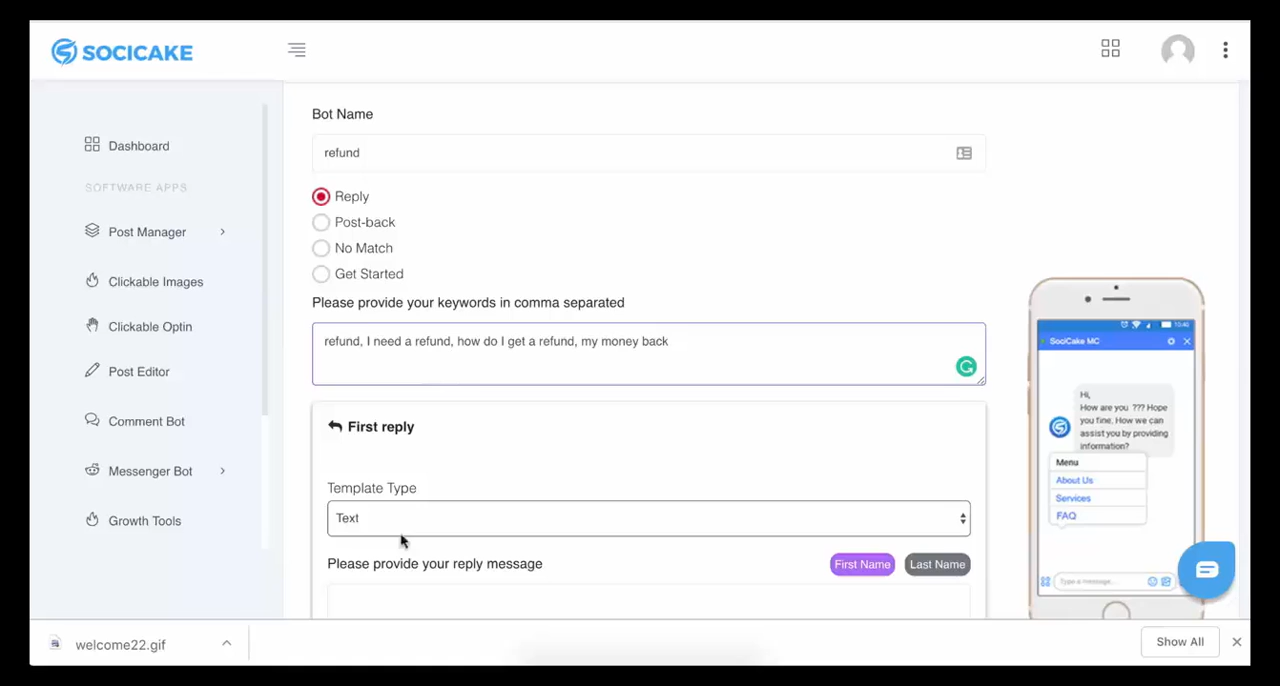 SOCICAKE
Dashboard
SOFTWARE APPS
Post Manager
Clickable Images
Clickable Optin
Post Editor
Comment Bot
Messenger Bot
Growth Tools
Bot Name
refund
Reply
Post-back
No Match
Get Started
Please provide your keywords in comma separated
refund, I need a refund, how do I get a refund, my money back
First reply
Template Type
Text
Please provide your reply message
First Name
Last Name
10:40
SociCake MC
Hi,
How are you ??? Hope
you fine, How we can
assist you by providing
information?
Menu
About Us
Services
FAQ
Type a message...
welcome22.gif
Show All